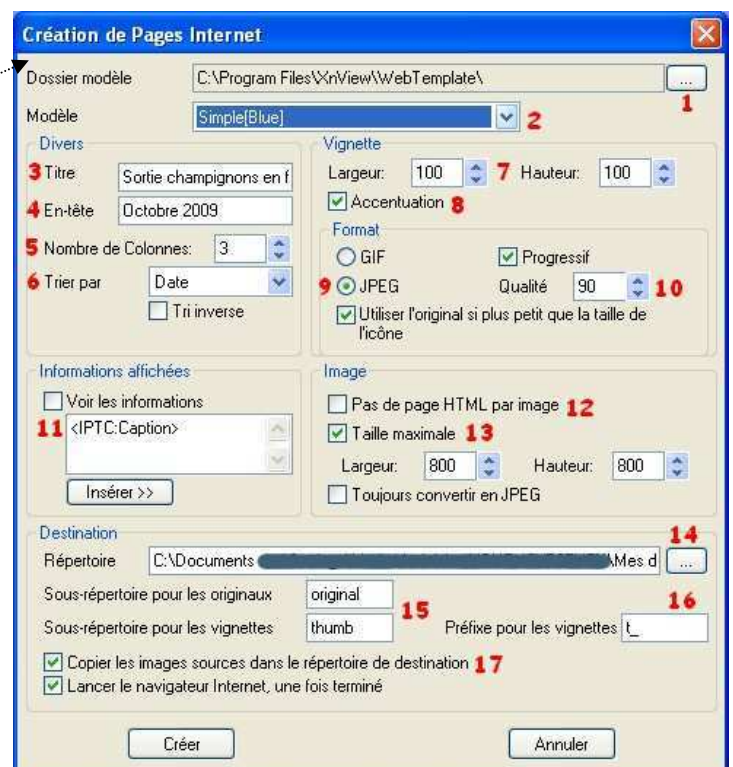 Création de Pages Internet
Dossier modèle C:\Program Files\XnView\WebTemplate\ ... 1
Modèle Simple[Blue] 2
Divers
3 Titre Sortie champignons en f
4 En-tête Octobre 2009
5 Nombre de Colonnes: 3
6 Trier par Date
Tri inverse
Vignette
Largeur: 100 7 Hauteur: 100
Accentuation 8
Format
GIF Progressif
9 JPEG Qualité 90 10
Utiliser l'original si plus petit que la taille de
l'icône
Informations affichées
Voir les informations
11 <IPTC:Caption>
Insérer >>
Image
Pas de page HTML par image 12
Taille maximale 13
Largeur: 800 Hauteur: 800
Toujours convertir en JPEG
Destination 14
Répertoire C:\Documents \Mes d ...
Sous-répertoire pour les originaux original 15 16
Sous-répertoire pour les vignettes thumb Préfixe pour les vignettes t_
Copier les images sources dans le répertoire de destination 17
Lancer le navigateur Internet, une fois terminé
Créer Annuler